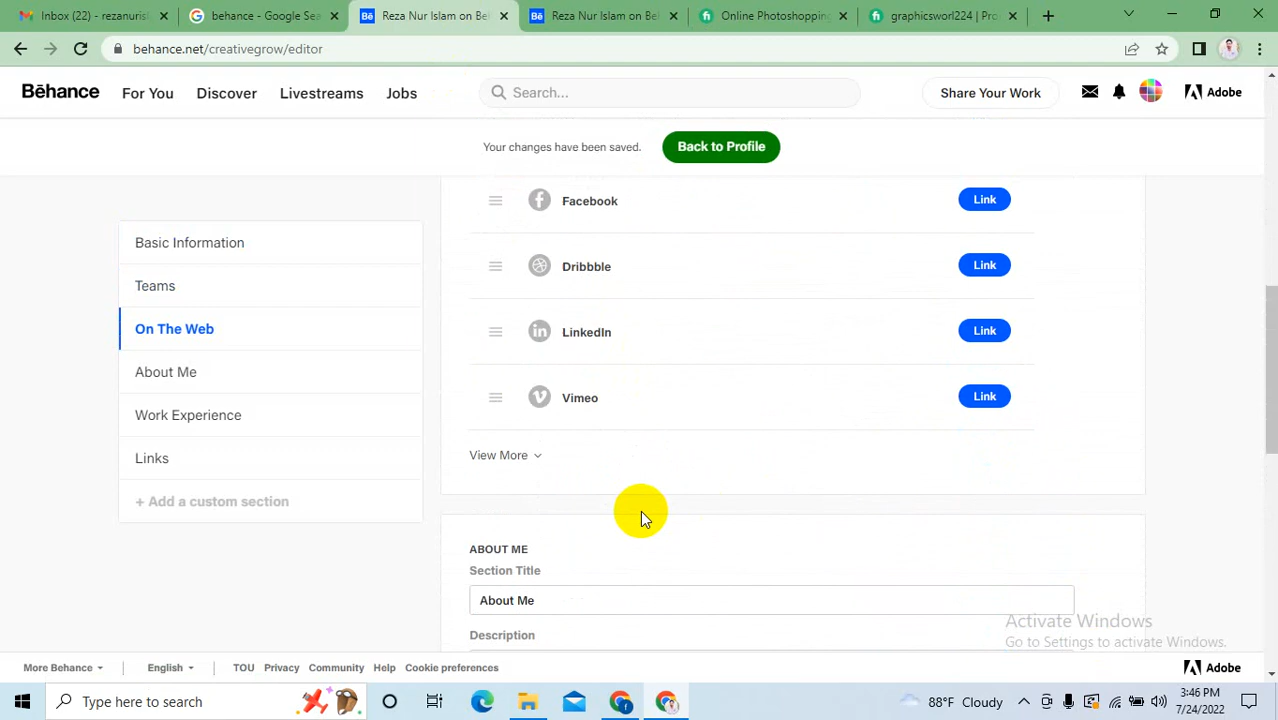 Inbox (916) - rezanurisl
behance - Google Sea
Reza Nur Islam on Be
Reza Nur Islam on Bel
Online Photoshopping
graphicsworl224 | Pro
behance.net/creativegrow/editor
Bēhance
For You
Discover
Livestreams
Jobs
Search...
Share Your Work
Adobe
Your changes have been saved.
Back to Profile
Facebook
Link
Basic Information
Dribbble
Link
Teams
On The Web
LinkedIn
Link
About Me
Vimeo
Link
Work Experience
View More
Links
+ Add a custom section
ABOUT ME
Section Title
About Me
Description
Activate Windows
Go to Settings to activate Windows.
More Behance
English
TOU
Privacy
Community
Help
Cookie preferences
Adobe
Type here to search
88°F Cloudy
3:46 PM
7/24/2022